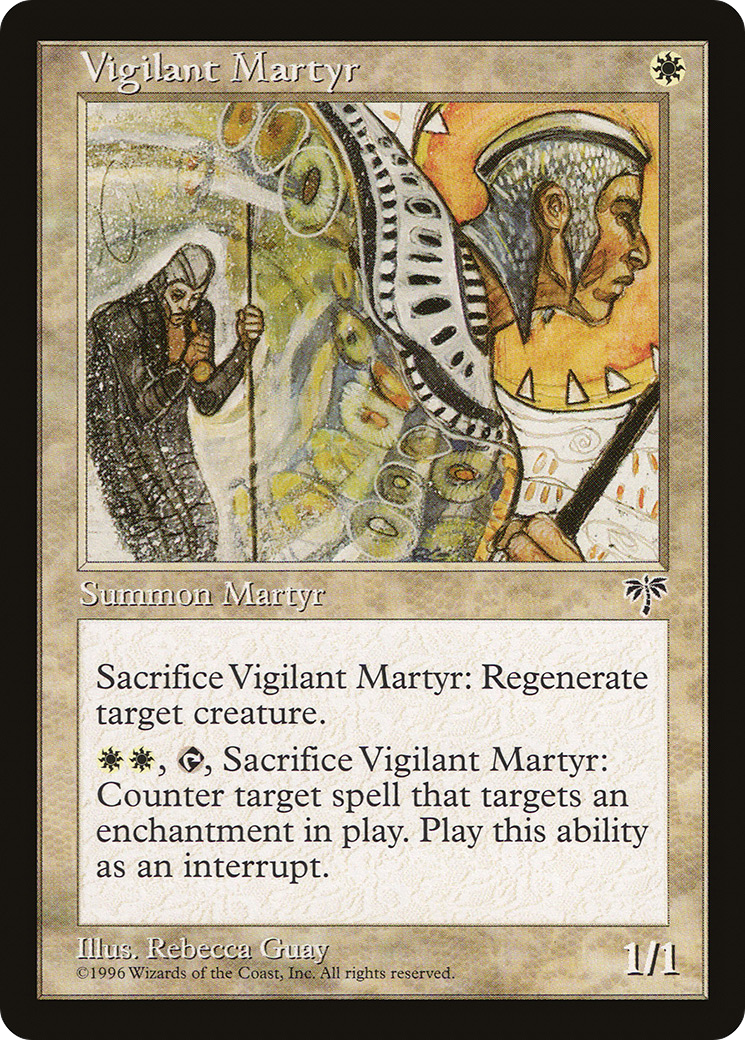 Vigilant Martyr
Summon Martyr
Sacrifice Vigilant Martyr: Regenerate
target creature.
, , Sacrifice Vigilant Martyr:
Counter target spell that targets an
enchantment in play. Play this ability
as an interrupt.
Illus. Rebecca Guay
©1996 Wizards of the Coast, Inc. All rights reserved.
1/1